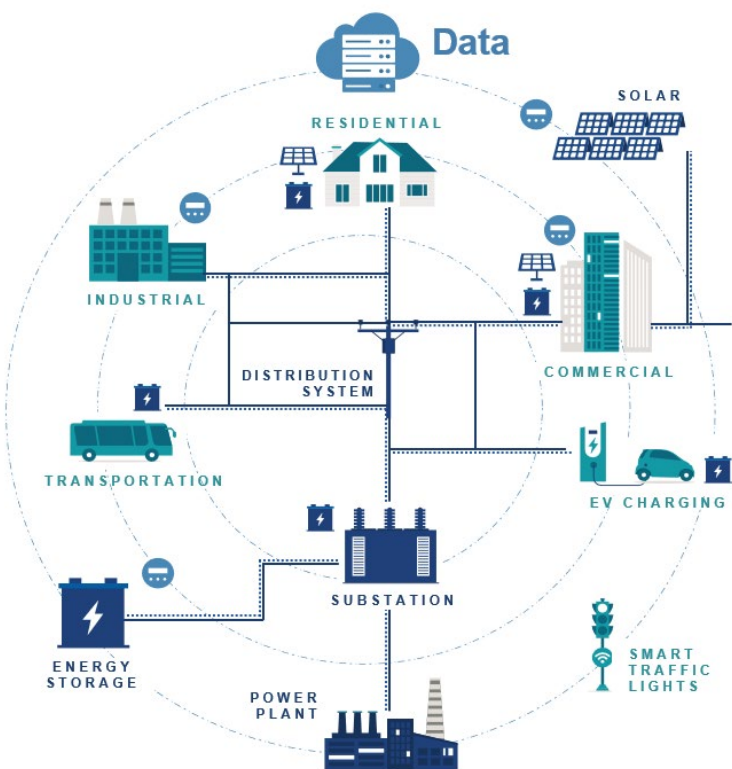 Data
SOLAR
RESIDENTIAL
INDUSTRIAL
COMMERCIAL
DISTRIBUTION
SYSTEM
TRANSPORTATION
EV CHARGING
SUBSTATION
ENERGY
STORAGE
SMART
TRAFFIC
LIGHTS
POWER
PLANT